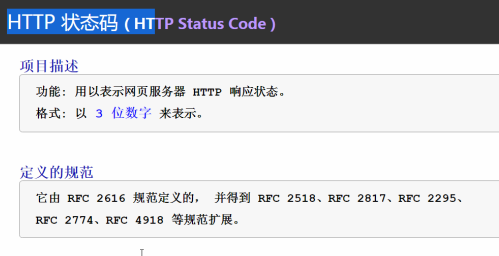 HTTP 状态码 ( HTTP Status Code )
项目描述
功能: 用以表示网页服务器 HTTP 响应状态。
格式: 以 3 位数字 来表示。
定义的规范
它由 RFC 2616 规范定义的, 并得到 RFC 2518、RFC 2817、RFC 2295、
RFC 2774、RFC 4918 等规范扩展。